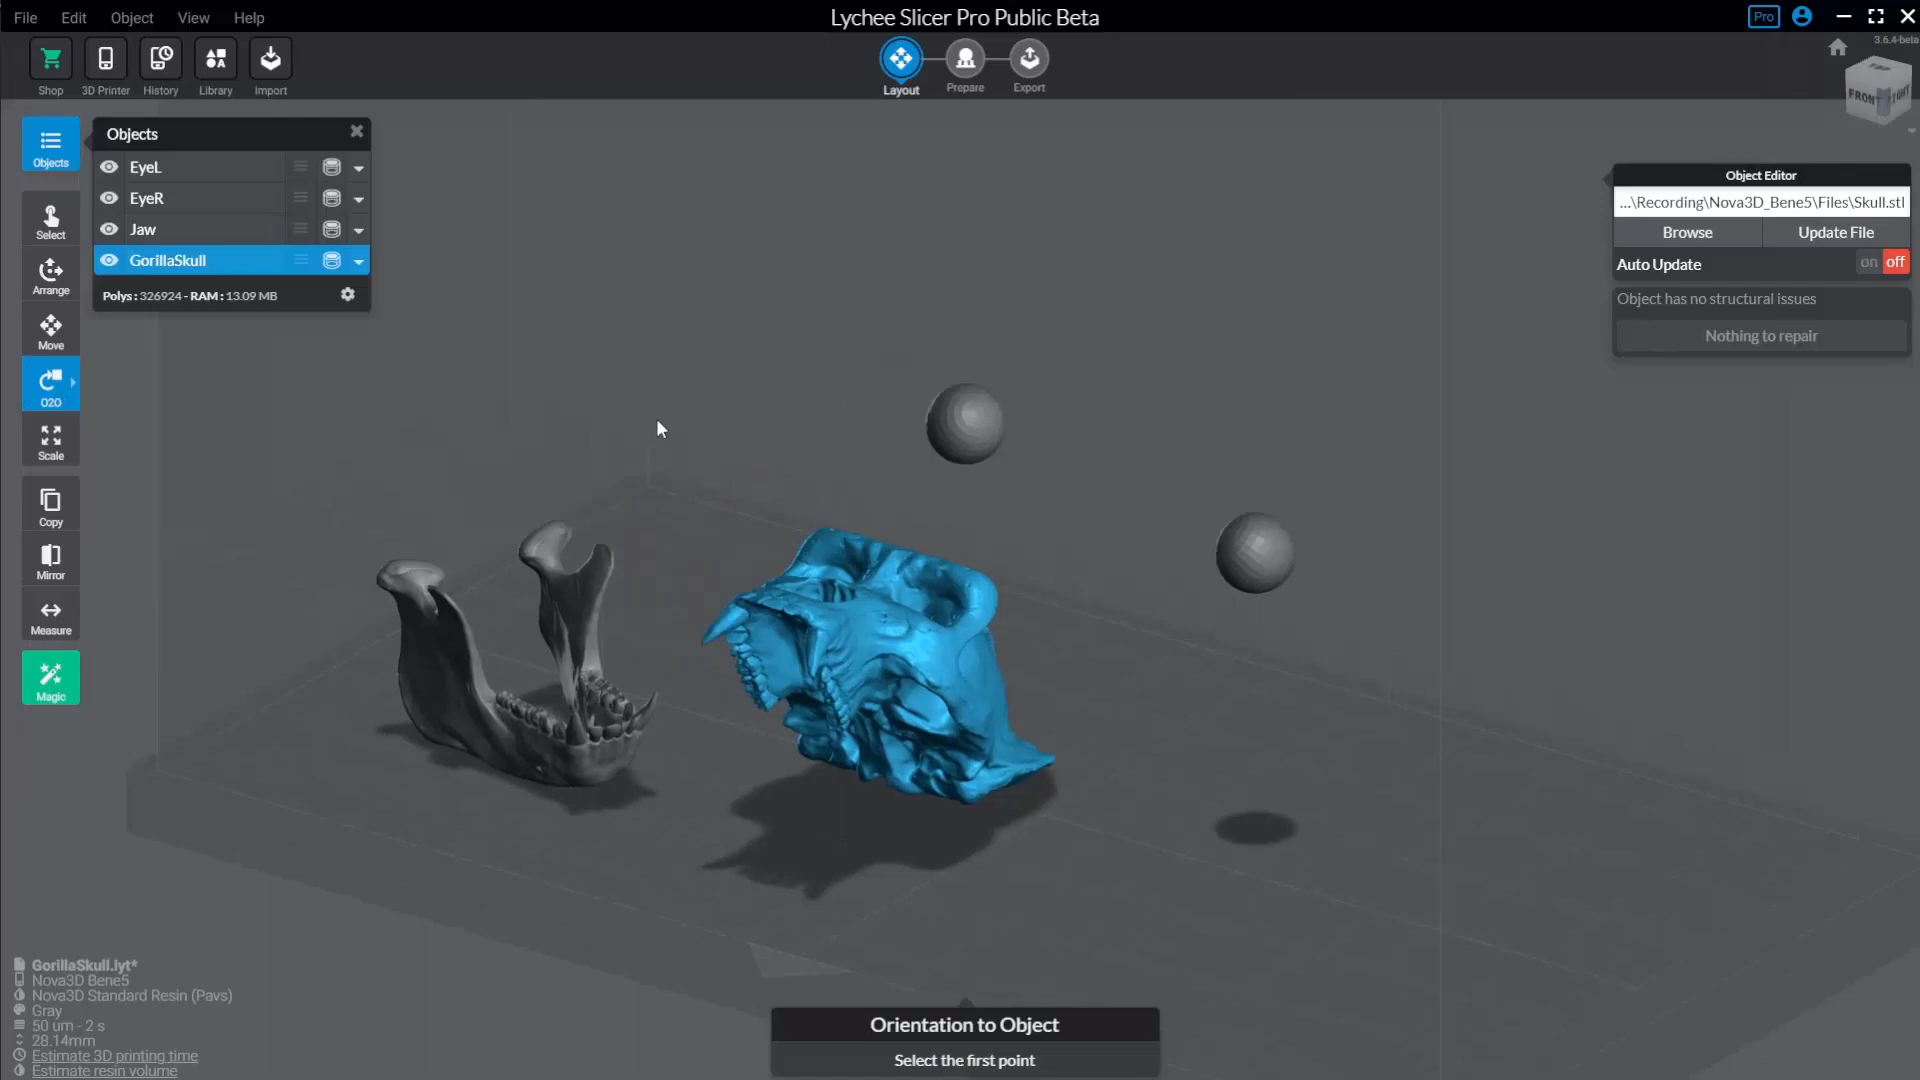 File Edit Object View Help
Lychee Slicer Pro Public Beta
Pro
3.6.4-beta
Shop 3D Printer History Library Import
Layout Prepare Export
TOP
FRONT RIGHT
Objects
Objects
EyeL
EyeR
Jaw
GorillaSkull
Polys : 326924 - RAM : 13.09 MB
Select
Arrange
Move
O2O
Scale
Copy
Mirror
Measure
Magic
Object Editor
...\Recording\Nova3D_Bene5\Files\Skull.stl
Browse Update File
Auto Update on off
Object has no structural issues
Nothing to repair
GorillaSkull.lyt*
Nova3D Bene5
Nova3D Standard Resin (Pavs)
Gray
50 um - 2 s
28.14mm
Estimate 3D printing time
Estimate resin volume
Orientation to Object
Select the first point